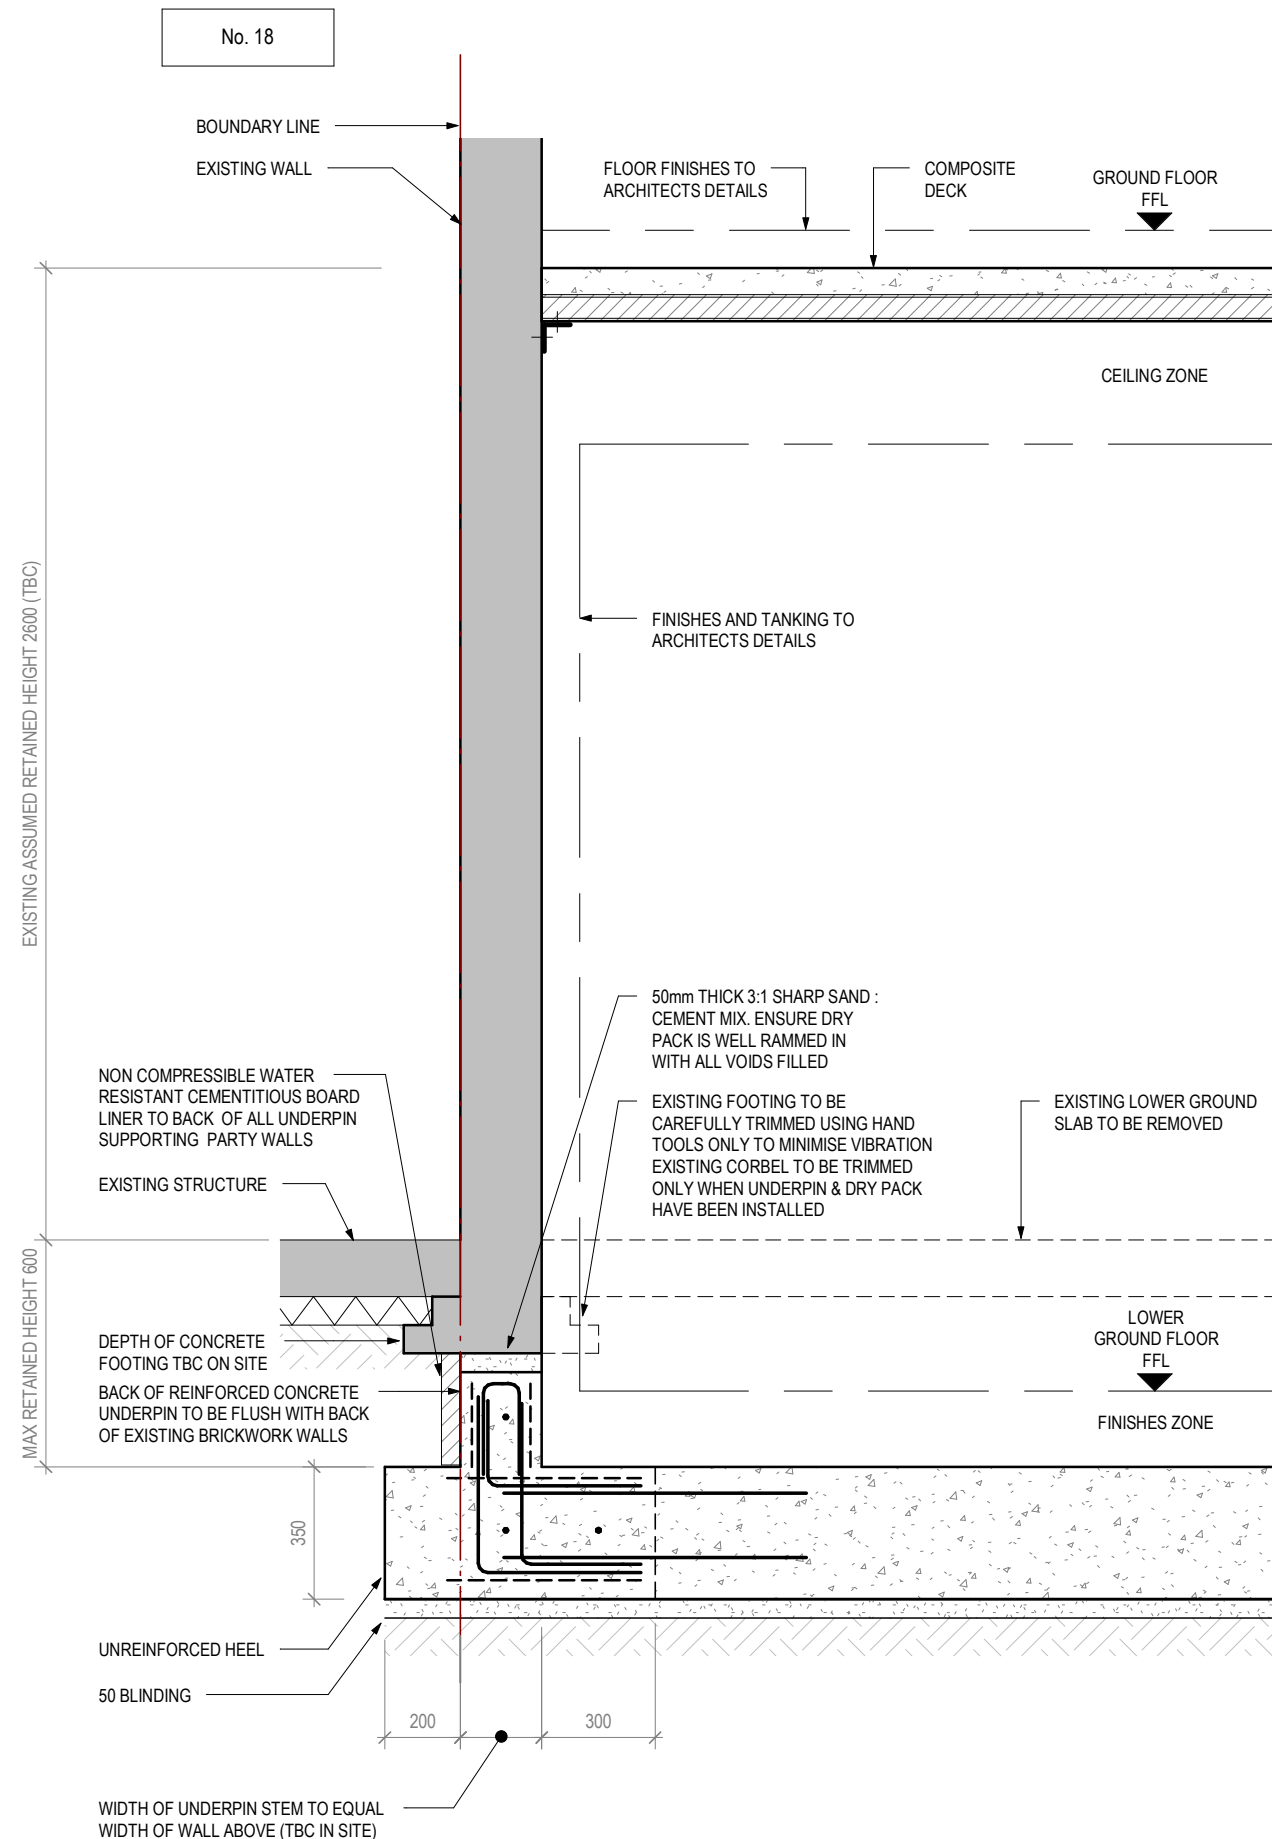 No. 18
BOUNDARY LINE
EXISTING WALL
FLOOR FINISHES TO
ARCHITECTS DETAILS
COMPOSITE
DECK
GROUND FLOOR
FFL
CEILING ZONE
EXISTING ASSUMED RETAINED HEIGHT 2600 (TBC)
FINISHES AND TANKING TO
ARCHITECTS DETAILS
50mm THICK 3:1 SHARP SAND :
CEMENT MIX. ENSURE DRY
PACK IS WELL RAMMED IN
WITH ALL VOIDS FILLED
NON COMPRESSIBLE WATER
RESISTANT CEMENTITIOUS BOARD
LINER TO BACK OF ALL UNDERPIN
SUPPORTING PARTY WALLS
EXISTING FOOTING TO BE
CAREFULLY TRIMMED USING HAND
TOOLS ONLY TO MINIMISE VIBRATION
EXISTING CORBEL TO BE TRIMMED
ONLY WHEN UNDERPIN & DRY PACK
HAVE BEEN INSTALLED
EXISTING LOWER GROUND
SLAB TO BE REMOVED
EXISTING STRUCTURE
MAX RETAINED HEIGHT 600
DEPTH OF CONCRETE
FOOTING TBC ON SITE
LOWER
GROUND FLOOR
FFL
BACK OF REINFORCED CONCRETE
UNDERPIN TO BE FLUSH WITH BACK
OF EXISTING BRICKWORK WALLS
FINISHES ZONE
350
UNREINFORCED HEEL
50 BLINDING
200
300
WIDTH OF UNDERPIN STEM TO EQUAL
WIDTH OF WALL ABOVE (TBC IN SITE)